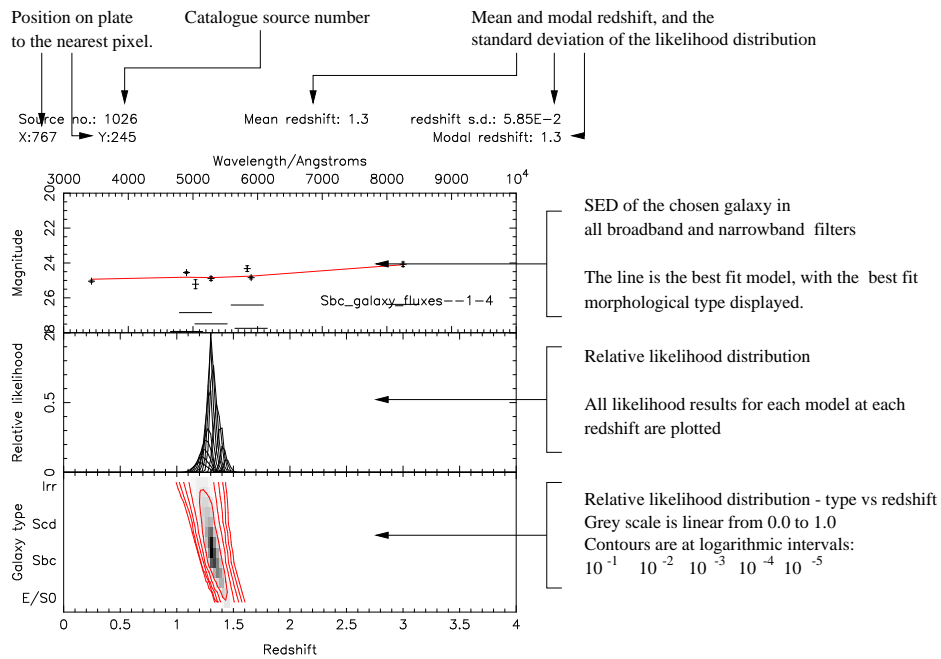 Position on plate
to the nearest pixel.
Catalogue source number
Mean and modal redshift, and the
standard deviation of the likelihood distribution
Source no.: 1026
Mean redshift: 1.3
redshift s.d.: 5.85E-2
X:767
Y:245
Modal redshift: 1.3
Wavelength/Angstroms
3000 4000 5000 6000 7000 8000 9000 10^4
Magnitude
20
22
24
26
28
Sbc_galaxy_fluxes--1-4
SED of the chosen galaxy in
all broadband and narrowband filters
The line is the best fit model, with the best fit
morphological type displayed.
Relative likelihood
0.5
0
Relative likelihood distribution
All likelihood results for each model at each
redshift are plotted
Galaxy type
Irr
Scd
Sbc
E/S0
Relative likelihood distribution - type vs redshift
Grey scale is linear from 0.0 to 1.0
Contours are at logarithmic intervals:
10 -1 10 -2 10 -3 10 -4 10 -5
0 0.5 1 1.5 2 2.5 3 3.5 4
Redshift